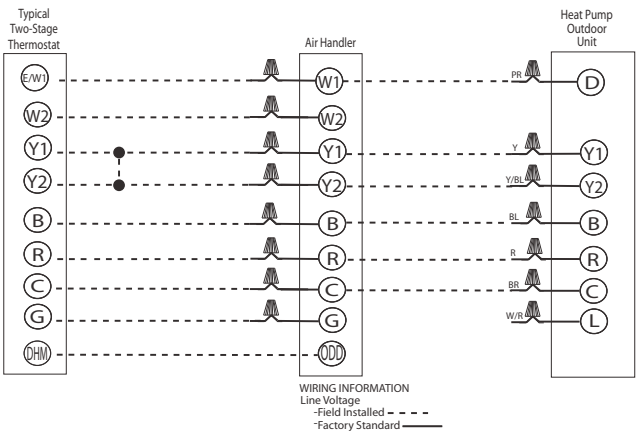 Typical
Two-Stage
Thermostat
Air Handler
Heat Pump
Outdoor
Unit
E/W1
W1
PR
D
W2
W2
Y1
Y1
Y
Y1
Y2
Y2
Y/BL
Y2
B
B
BL
B
R
R
R
R
C
C
BR
C
G
G
W/R
L
DHM
ODD
WIRING INFORMATION
Line Voltage
-Field Installed
-Factory Standard